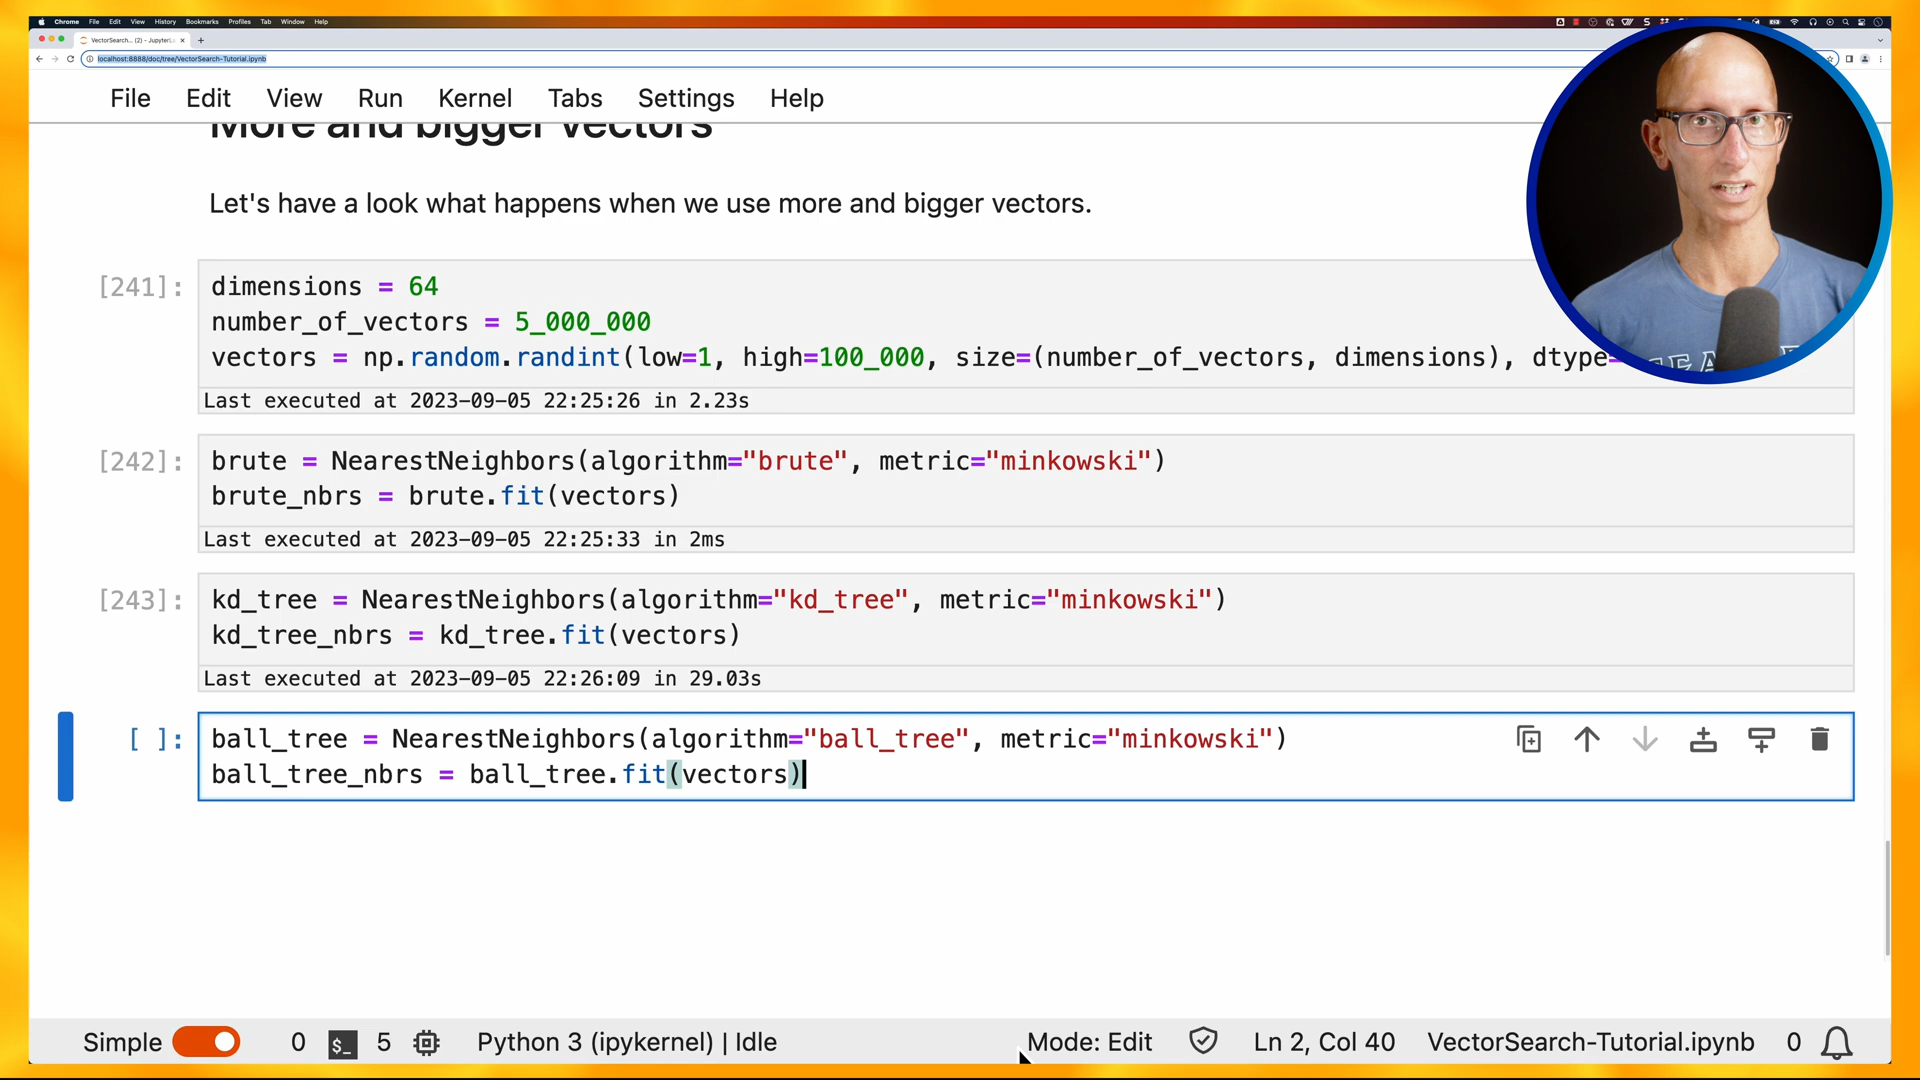 Chrome File Edit View History Bookmarks Profiles Tab Window Help
VectorSearch... (2) - JupyterL
localhost:8888/doc/tree/VectorSearch-Tutorial.ipynb
File Edit View Run Kernel Tabs Settings Help
More and bigger vectors
Let's have a look what happens when we use more and bigger vectors.
[241]: dimensions = 64
number_of_vectors = 5_000_000
vectors = np.random.randint(low=1, high=100_000, size=(number_of_vectors, dimensions), dtype=
Last executed at 2023-09-05 22:25:26 in 2.23s
[242]: brute = NearestNeighbors(algorithm="brute", metric="minkowski")
brute_nbrs = brute.fit(vectors)
Last executed at 2023-09-05 22:25:33 in 2ms
[243]: kd_tree = NearestNeighbors(algorithm="kd_tree", metric="minkowski")
kd_tree_nbrs = kd_tree.fit(vectors)
Last executed at 2023-09-05 22:26:09 in 29.03s
[ ]: ball_tree = NearestNeighbors(algorithm="ball_tree", metric="minkowski")
ball_tree_nbrs = ball_tree.fit(vectors)
Simple 0 $_ 5 Python 3 (ipykernel) | Idle Mode: Edit Ln 2, Col 40 VectorSearch-Tutorial.ipynb 0